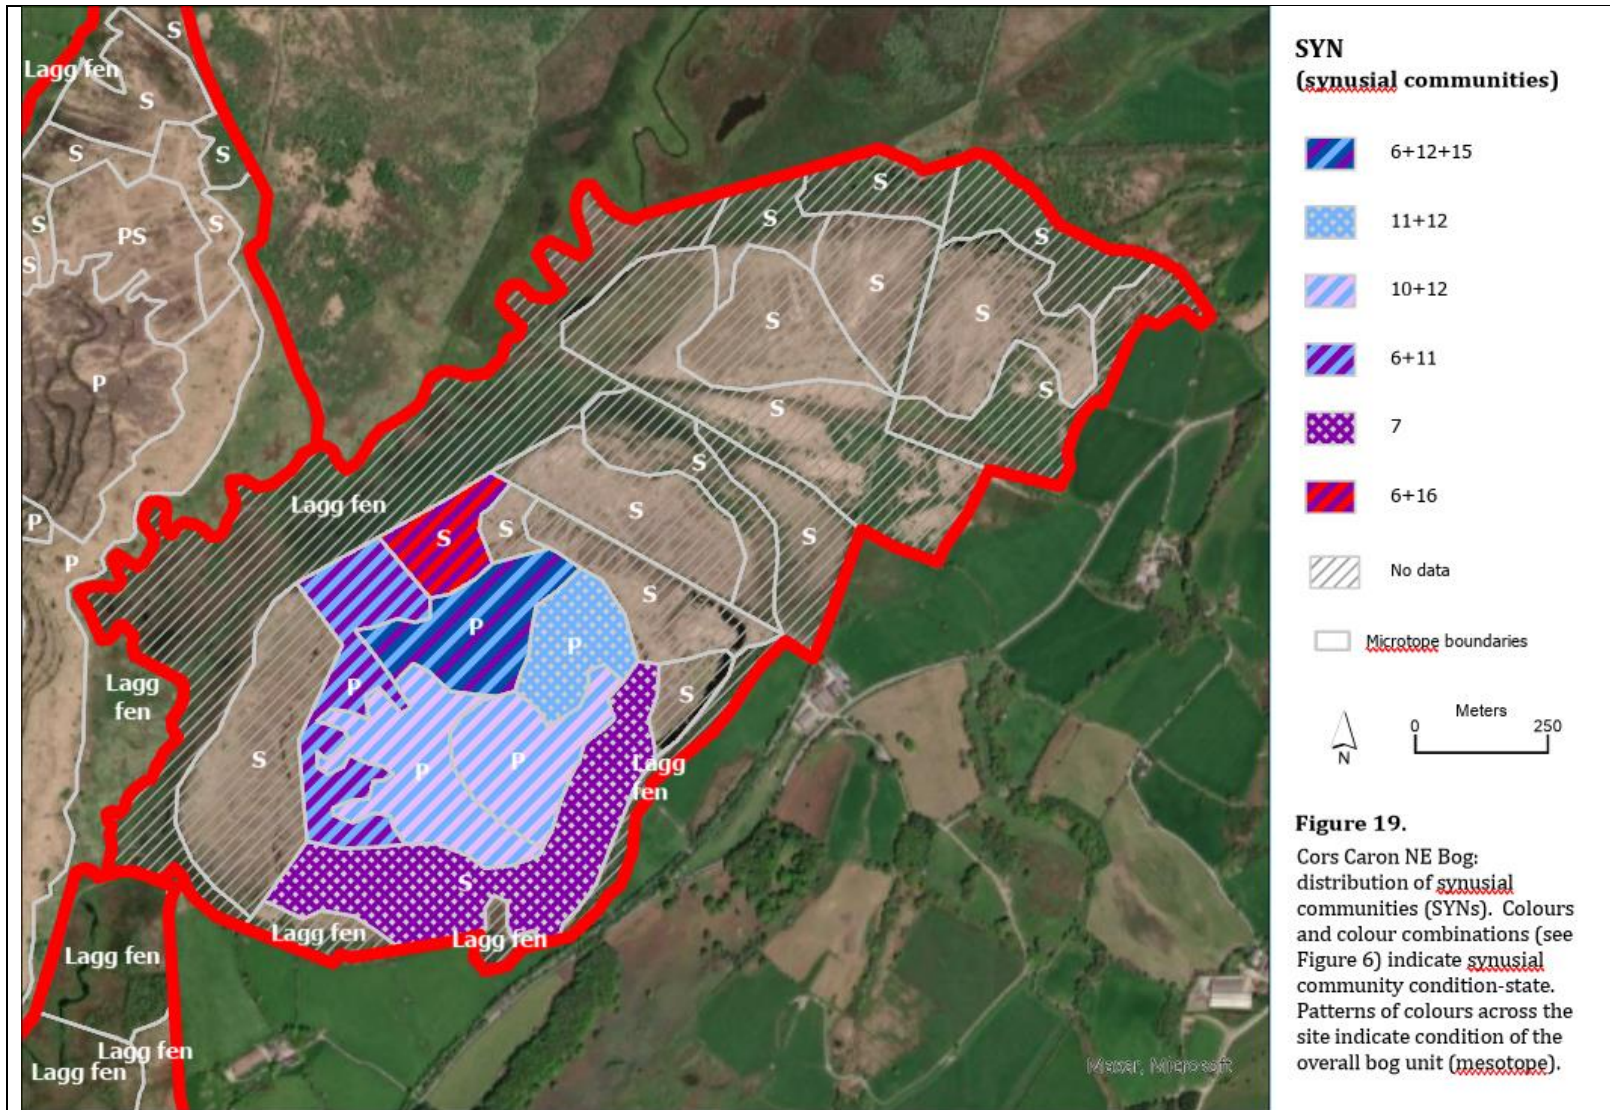 S
Lagg fen
S
S
S
S
S
PS
S
P
P
P
S
S
S
S
S
S
S
S
S
S
S
S
Lagg fen
S
S
S
P
P
P
S
S
P
P
S
Lagg
fen
Lagg
fen
Lagg fen
Lagg fen
Lagg fen
Lagg fen
Lagg fen
Maxar, Microsoft
SYN
(synusial communities)
6+12+15
11+12
10+12
6+11
7
6+16
No data
Microtope boundaries
N
Meters
0 250
Figure 19.
Cors Caron NE Bog:
distribution of synusial
communities (SYNs). Colours
and colour combinations (see
Figure 6) indicate synusial
community condition-state.
Patterns of colours across the
site indicate condition of the
overall bog unit (mesotope).